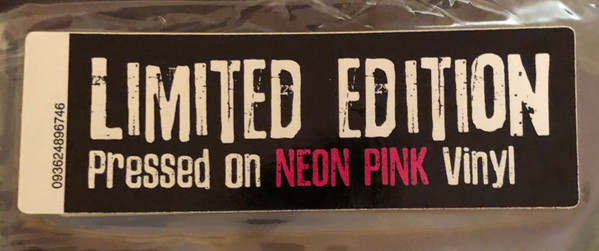 LIMITED EDITION
Pressed on NEON PINK Vinyl
093624896746